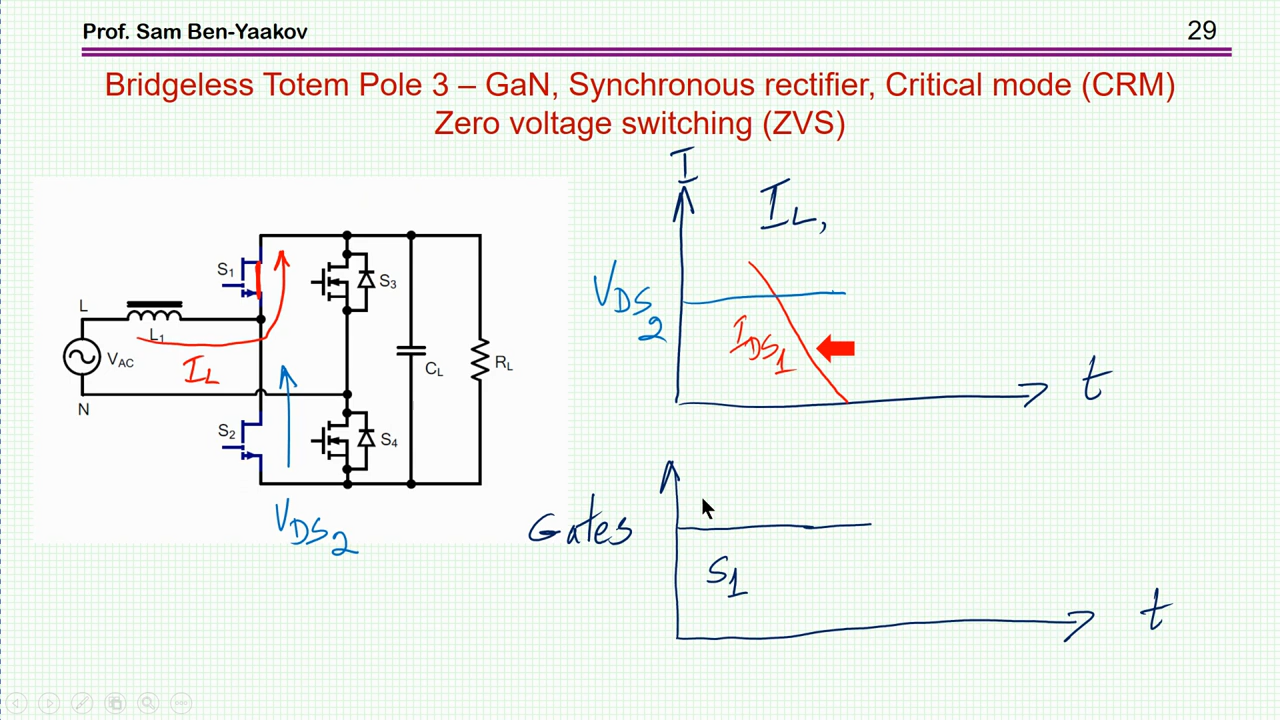 Prof. Sam Ben-Yaakov
29
Bridgeless Totem Pole 3 – GaN, Synchronous rectifier, Critical mode (CRM)
Zero voltage switching (ZVS)
I
IL,
VDS2
IDS1
t
S1
S3
L
L1
IL
VAC
CL
RL
N
S2
S4
VDS2
Gates
S1
t